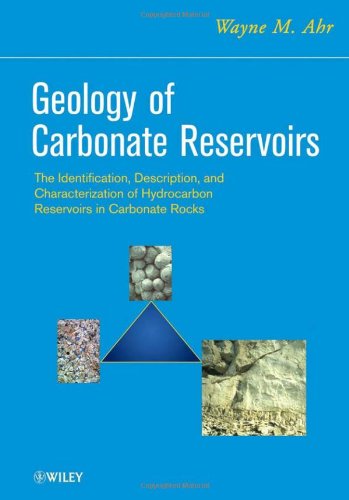 Wayne M. Ahr
Geology of
Carbonate Reservoirs
The Identification, Description, and
Characterization of Hydrocarbon
Reservoirs in Carbonate Rocks
WILEY